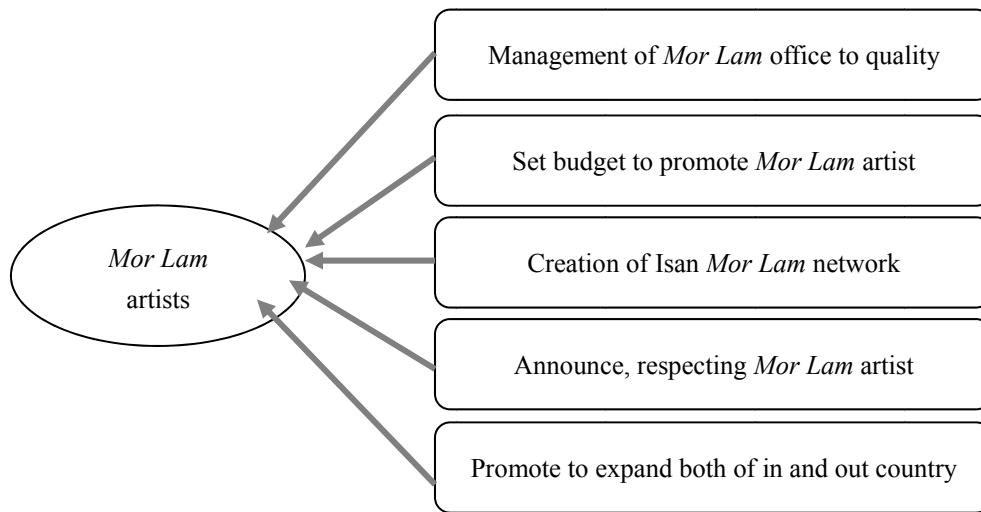 Management of Mor Lam office to quality
Set budget to promote Mor Lam artist
Mor Lam
artists
Creation of Isan Mor Lam network
Announce, respecting Mor Lam artist
Promote to expand both of in and out country